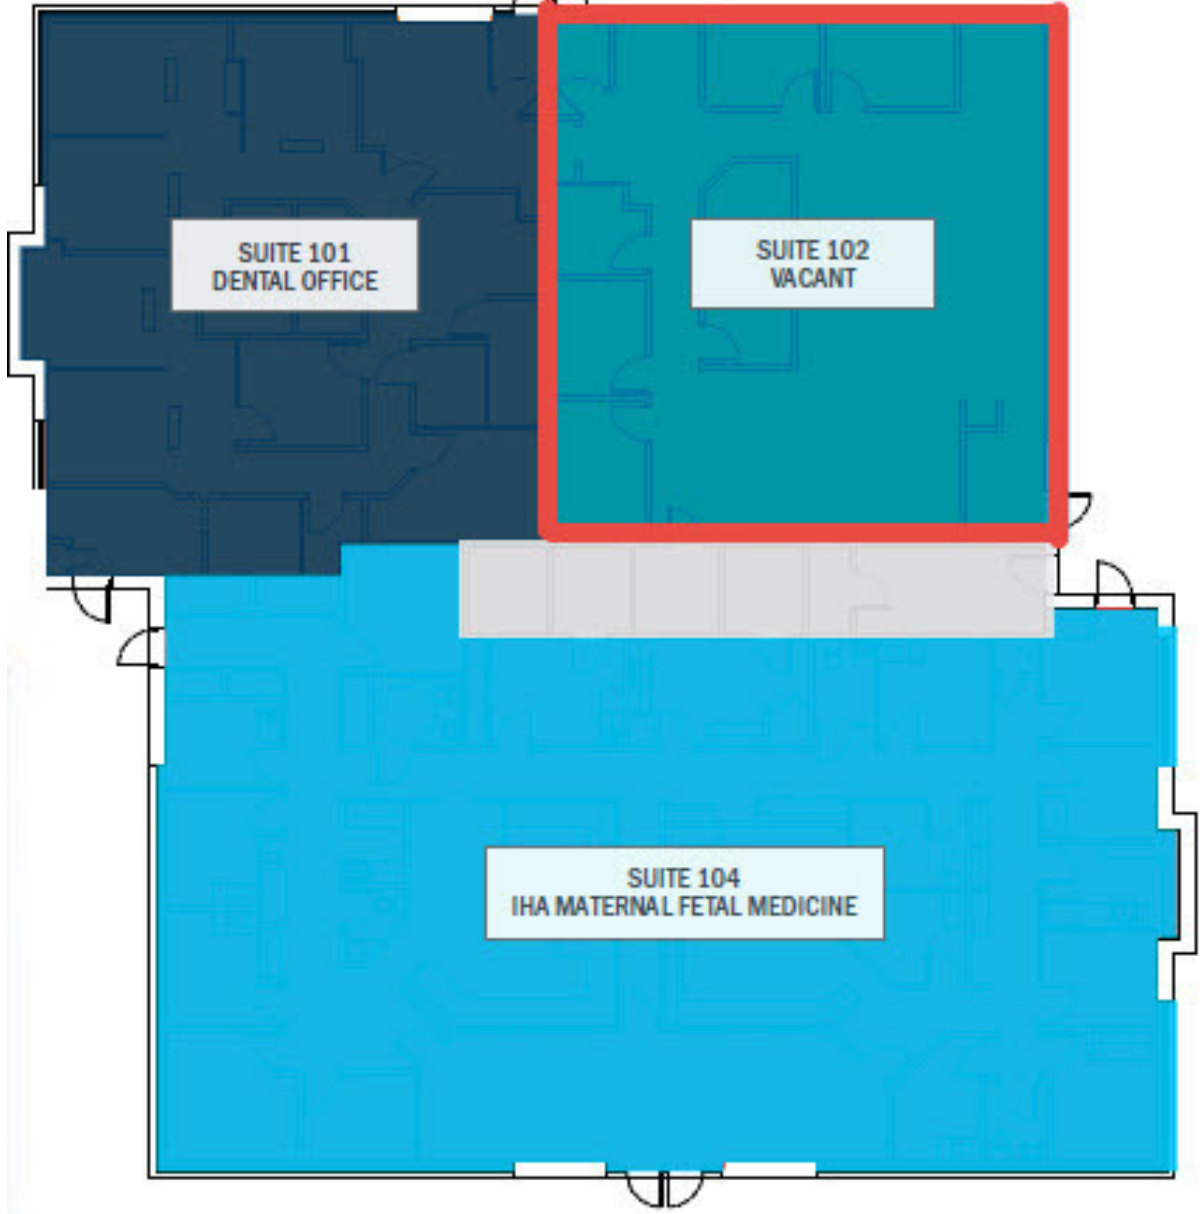 SUITE 101
DENTAL OFFICE
SUITE 102
VACANT
SUITE 104
IHA MATERNAL FETAL MEDICINE